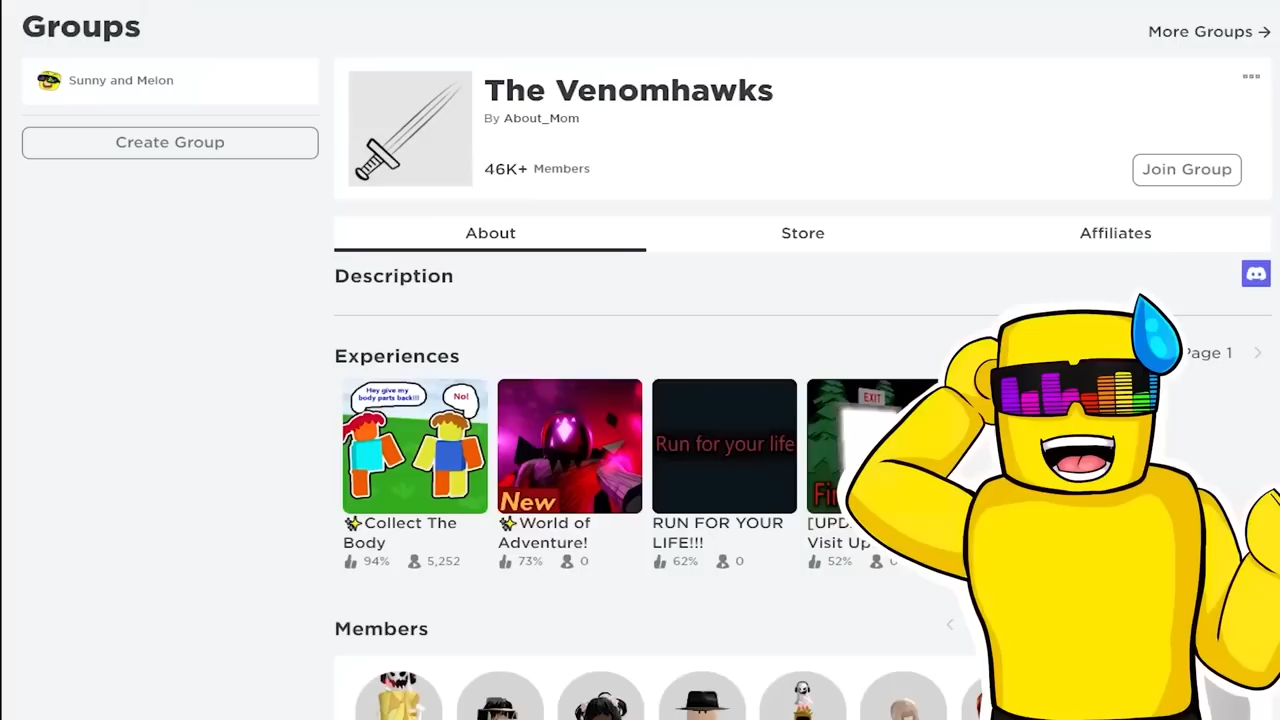 Groups
More Groups →
Sunny and Melon
Create Group
The Venomhawks
By About_Mom
46K+ Members
Join Group
About
Store
Affiliates
Description
Experiences
Page 1
Hey give my
body parts back!!!
No!
New
Run for your life
EXIT
✨Collect The
Body
94% 5,252
✨World of
Adventure!
73% 0
RUN FOR YOUR
LIFE!!!
62% 0
Visit
52%
Members